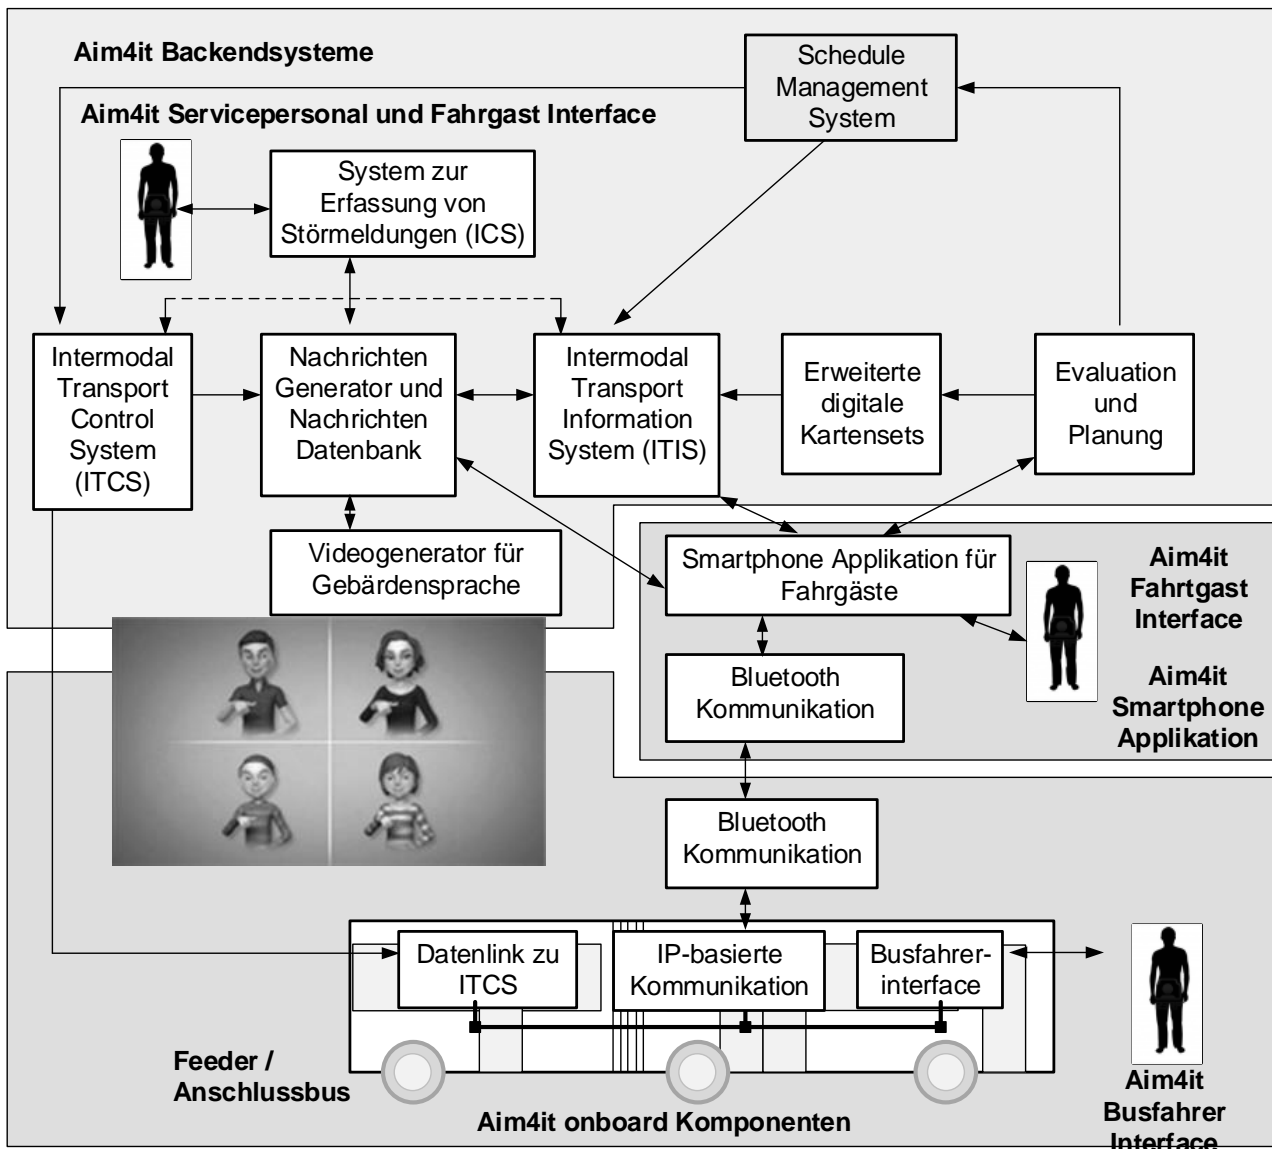 Aim4it Backendsysteme
Schedule
Management
System
Aim4it Servicepersonal und Fahrgast Interface
System zur
Erfassung von
Störmeldungen (ICS)
Intermodal
Transport
Control
System
(ITCS)
Nachrichten
Generator und
Nachrichten
Datenbank
Intermodal
Transport
Information
System (ITIS)
Erweiterte
digitale
Kartensets
Evaluation
und
Planung
Videogenerator für
Gebärdensprache
Smartphone Applikation für
Fahrgäste
Aim4it
Fahrtgast
Interface
Bluetooth
Kommunikation
Aim4it
Smartphone
Applikation
Bluetooth
Kommunikation
Datenlink zu
ITCS
IP-basierte
Kommunikation
Busfahrer-
interface
Feeder /
Anschlussbus
Aim4it onboard Komponenten
Aim4it
Busfahrer
Interface